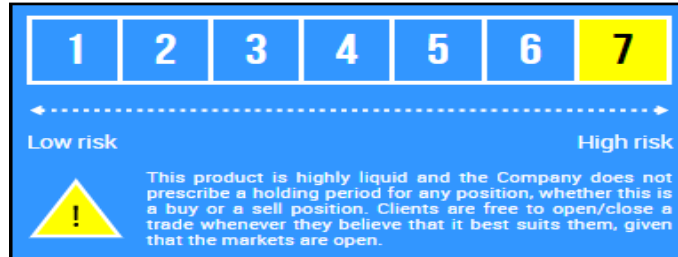 1 2 3 4 5 6 7
Low risk High risk
This product is highly liquid and the Company does not
prescribe a holding period for any position, whether this is
a buy or a sell position. Clients are free to open/close a
trade whenever they believe that it best suits them, given
that the markets are open.
!